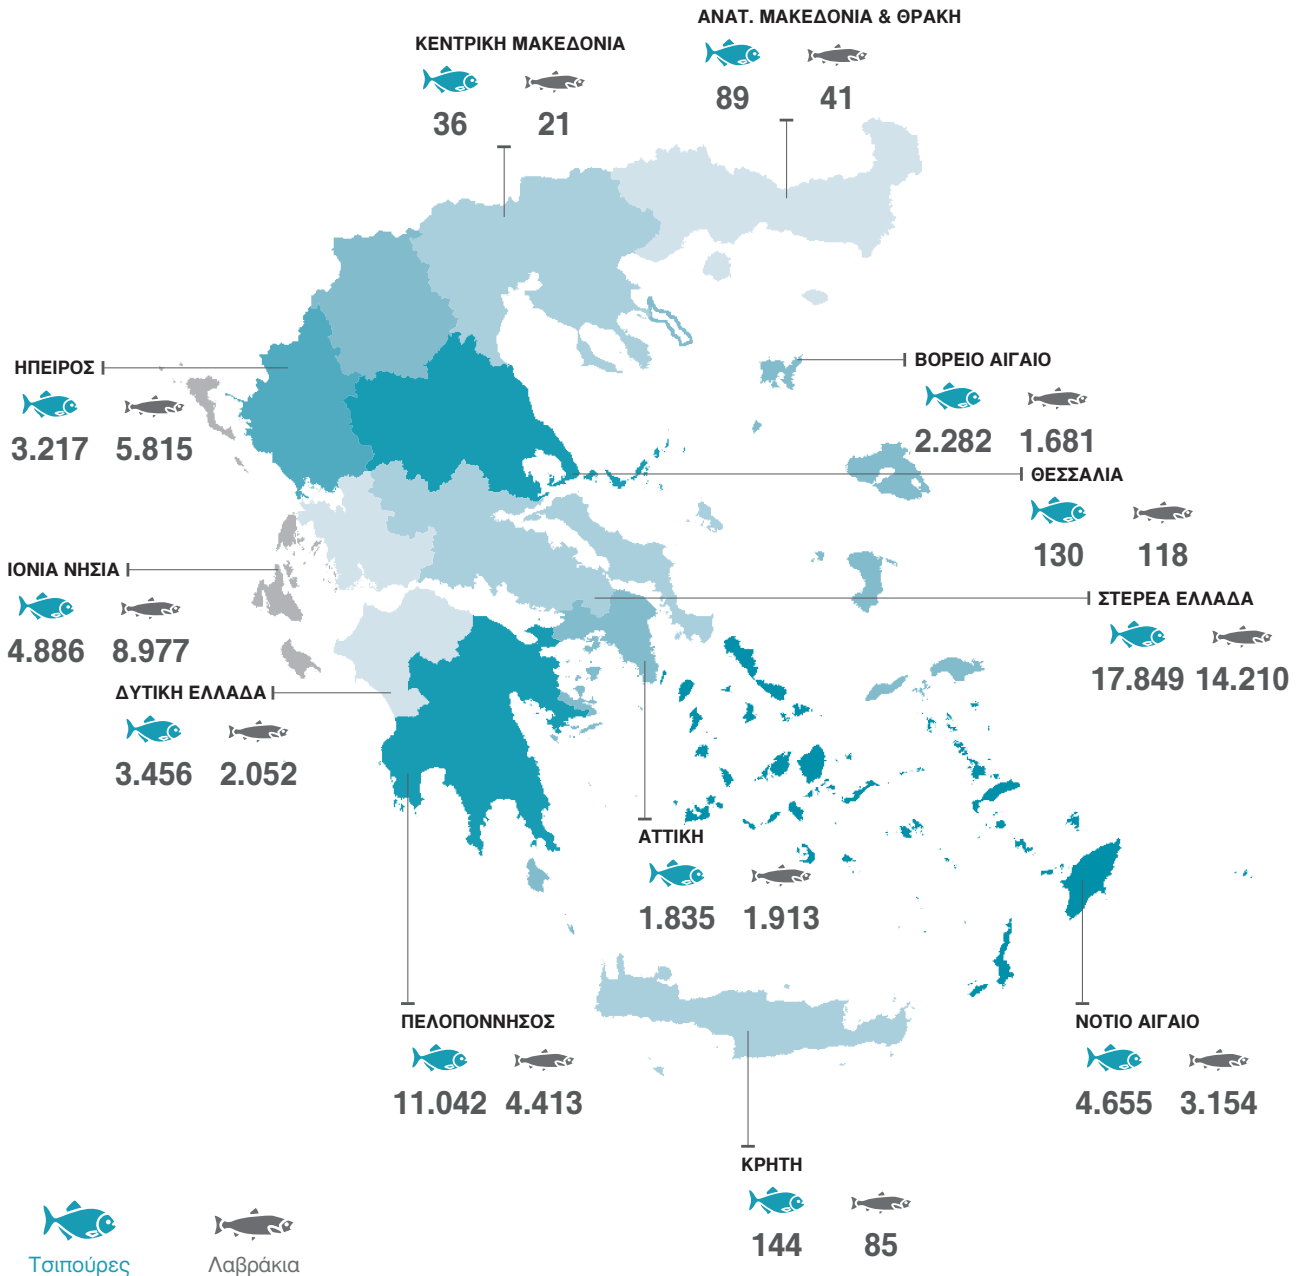 ΑΝΑΤ. ΜΑΚΕΔΟΝΙΑ & ΘΡΑΚΗ
89 41
ΚΕΝΤΡΙΚΗ ΜΑΚΕΔΟΝΙΑ
36 21
ΗΠΕΙΡΟΣ
3.217 5.815
ΒΟΡΕΙΟ ΑΙΓΑΙΟ
2.282 1.681
ΘΕΣΣΑΛΙΑ
130 118
ΙΟΝΙΑ ΝΗΣΙΑ
4.886 8.977
ΣΤΕΡΕΑ ΕΛΛΑΔΑ
17.849 14.210
ΔΥΤΙΚΗ ΕΛΛΑΔΑ
3.456 2.052
ΑΤΤΙΚΗ
1.835 1.913
ΠΕΛΟΠΟΝΝΗΣΟΣ
11.042 4.413
ΝΟΤΙΟ ΑΙΓΑΙΟ
4.655 3.154
ΚΡΗΤΗ
144 85
Τσιπούρες Λαβράκια